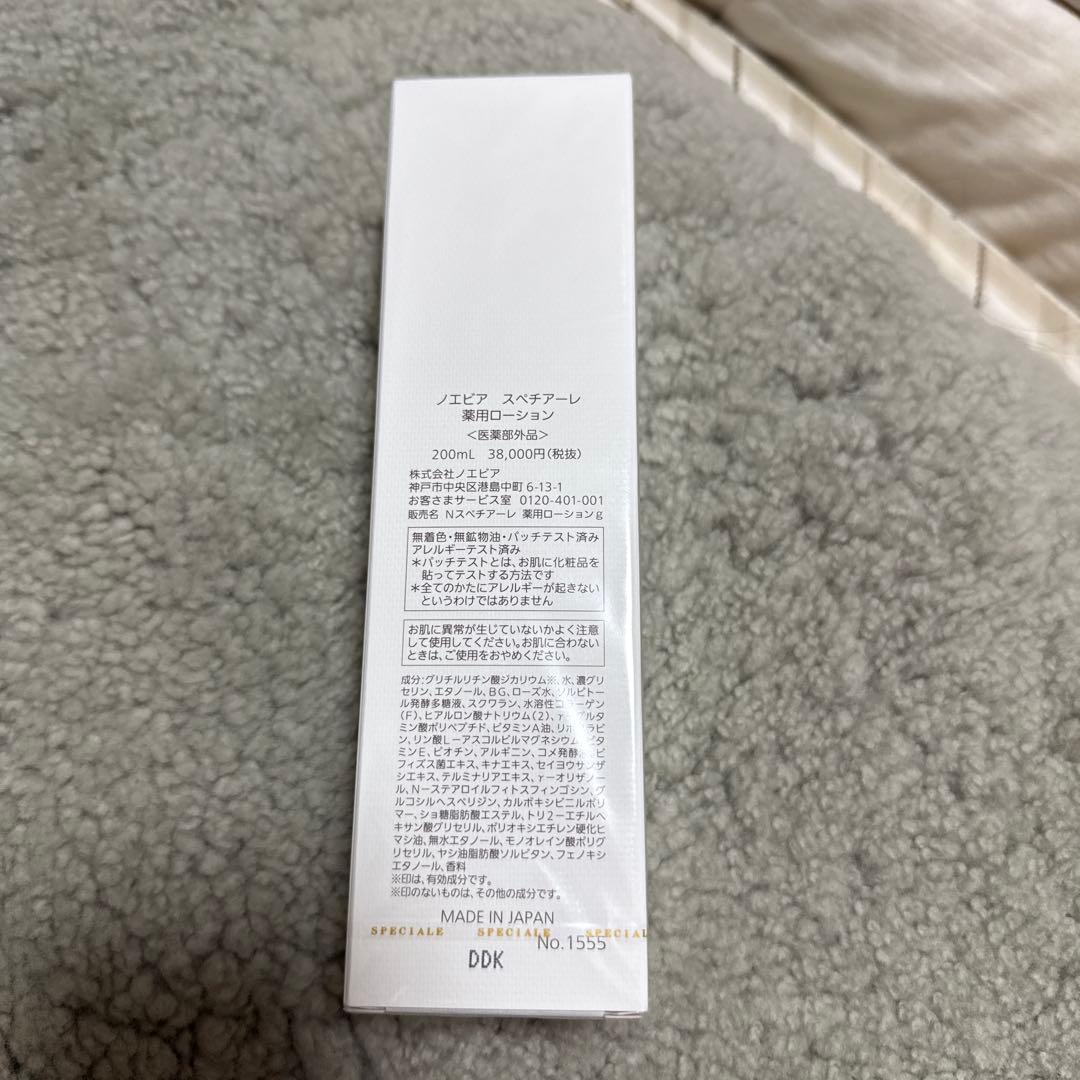 ノエビア　スペチアーレ
薬用ローション
＜医薬部外品＞
200mL　38,000円（税抜）
株式会社ノエビア
神戸市中央区港島中町6-13-1
お客さまサービス室 0120-401-001
販売名 Nスペチアーレ 薬用ローションg
無着色・無鉱物油・パッチテスト済み
アレルギーテスト済み
＊パッチテストとは、お肌に化粧品を
貼ってテストする方法です
＊全てのかたにアレルギーが起きない
というわけではありません
お肌に異常が生じていないかよく注意
して使用してください。お肌に合わない
ときは、ご使用をおやめください。
成分：グリチルリチン酸ジカリウム※、水、濃グリ
セリン、エタノール、BG、ローズ水、ソルビトー
ル発酵多糖液、スクワラン、水溶性コラーゲン
（F）、ヒアルロン酸ナトリウム（2）、γ-グルタ
ミン酸ポリペプチド、ビタミンA油、リボフラビ
ン、リン酸L－アスコルビルマグネシウム、ビタ
ミンE、ビオチン、アルギニン、コメ発酵液、ビ
フィズス菌エキス、キナエキス、セイヨウサンザ
シエキス、テルミナリアエキス、γ－オリザノー
ル、N－ステアロイルフィトスフィンゴシン、グ
ルコシルヘスペリジン、カルボキシビニルポリ
マー、ショ糖脂肪酸エステル、トリ2－エチルヘ
キサン酸グリセリル、ポリオキシエチレン硬化ヒ
マシ油、無水エタノール、モノオレイン酸ポリグ
リセリル、ヤシ油脂肪酸ソルビタン、フェノキシ
エタノール、香料
※印は、有効成分です。
※印のないものは、その他の成分です。
MADE IN JAPAN
SPECIALE SPECIALE SPECIAL
No.1555
DDK